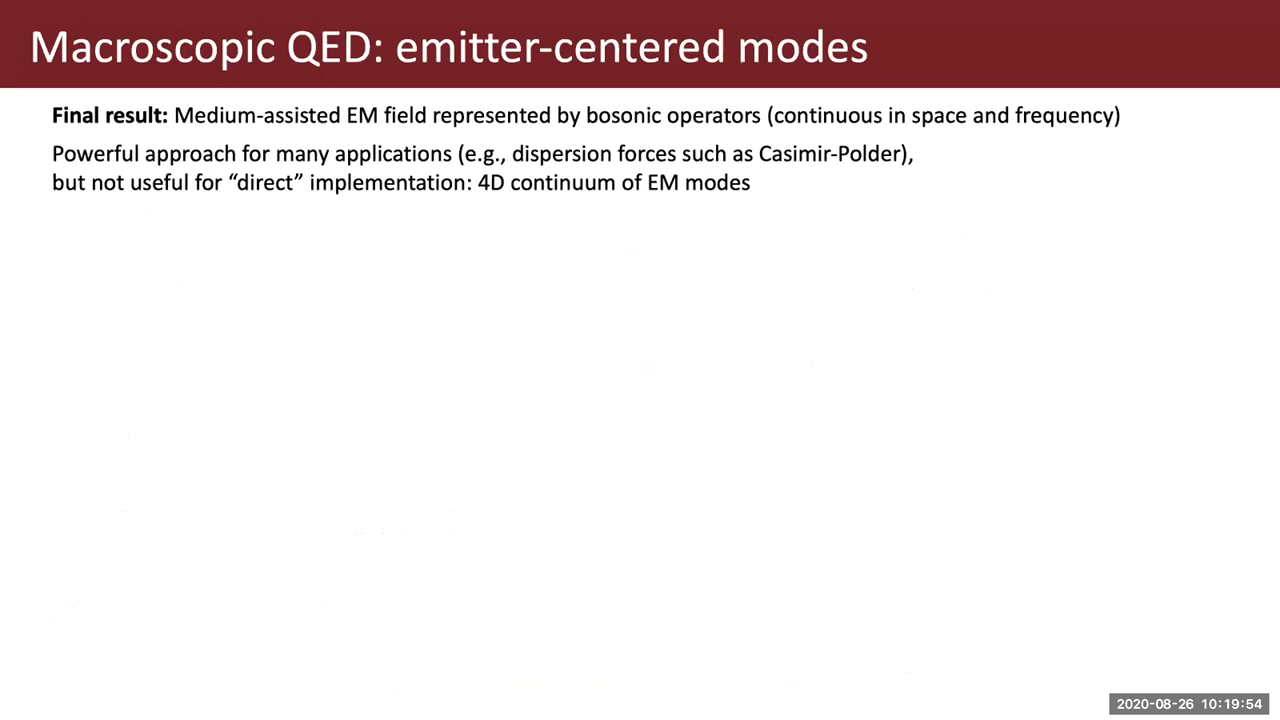 Macroscopic QED: emitter-centered modes
Final result: Medium-assisted EM field represented by bosonic operators (continuous in space and frequency)
Powerful approach for many applications (e.g., dispersion forces such as Casimir-Polder),
but not useful for “direct” implementation: 4D continuum of EM modes
2020-08-26 10:19:54